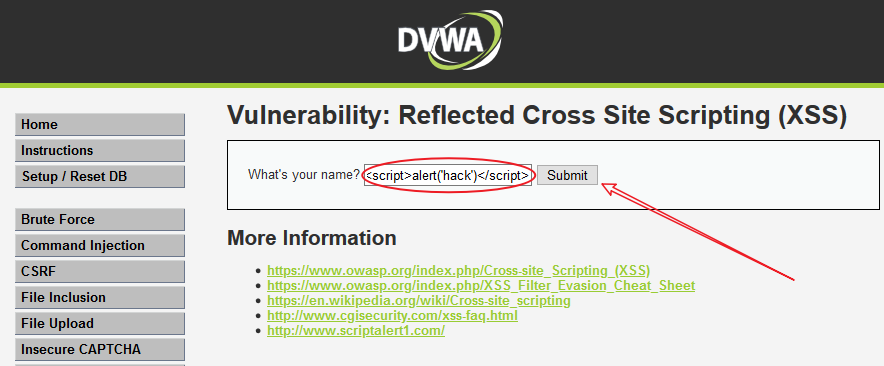 DVWA
Vulnerability: Reflected Cross Site Scripting (XSS)
Home
Instructions
Setup / Reset DB
Brute Force
Command Injection
CSRF
File Inclusion
File Upload
Insecure CAPTCHA
What's your name? <script>alert('hack')</script> Submit
More Information
https://www.owasp.org/index.php/Cross-site_Scripting_(XSS)
https://www.owasp.org/index.php/XSS_Filter_Evasion_Cheat_Sheet
https://en.wikipedia.org/wiki/Cross-site_scripting
http://www.cgisecurity.com/xss-faq.html
http://www.scriptalert1.com/